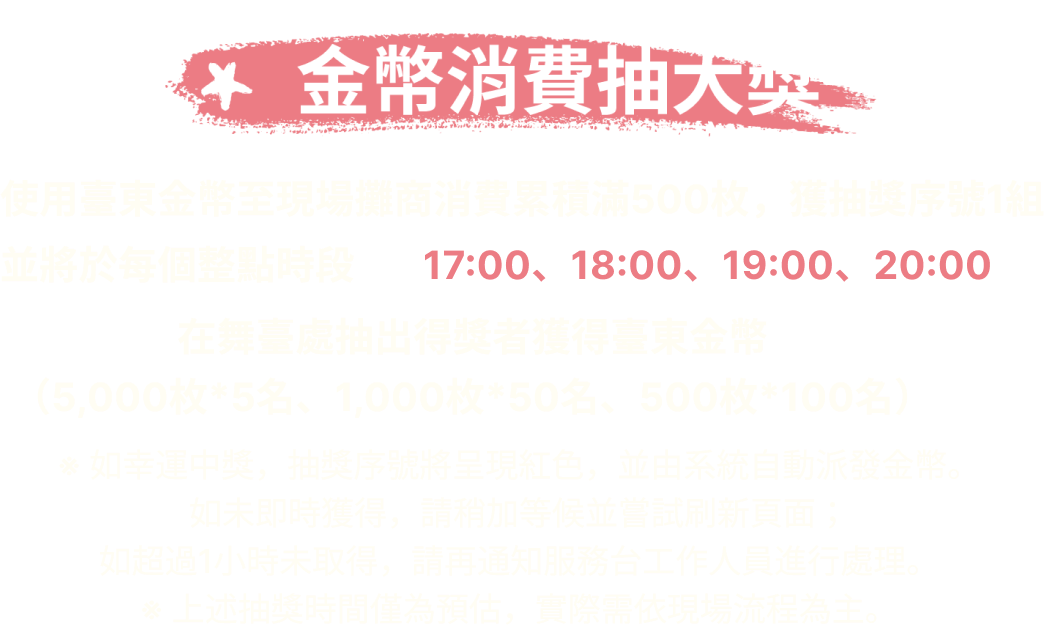 金幣消費抽大獎
使用臺東金幣至現場攤商消費累積滿500枚，獲抽獎序號1組
並將於每個整點時段 17:00、18:00、19:00、20:00
在舞臺處抽出得獎者獲得臺東金幣
（5,000枚*5名、1,000枚*50名、500枚*100名）
※ 如幸運中獎，抽獎序號將呈現紅色，並由系統自動派發金幣。
如未即時獲得，請稍加等候並嘗試刷新頁面；
如超過1小時未取得，請再通知服務台工作人員進行處理。
※ 上述抽獎時間僅為預估，實際需依現場流程為主。